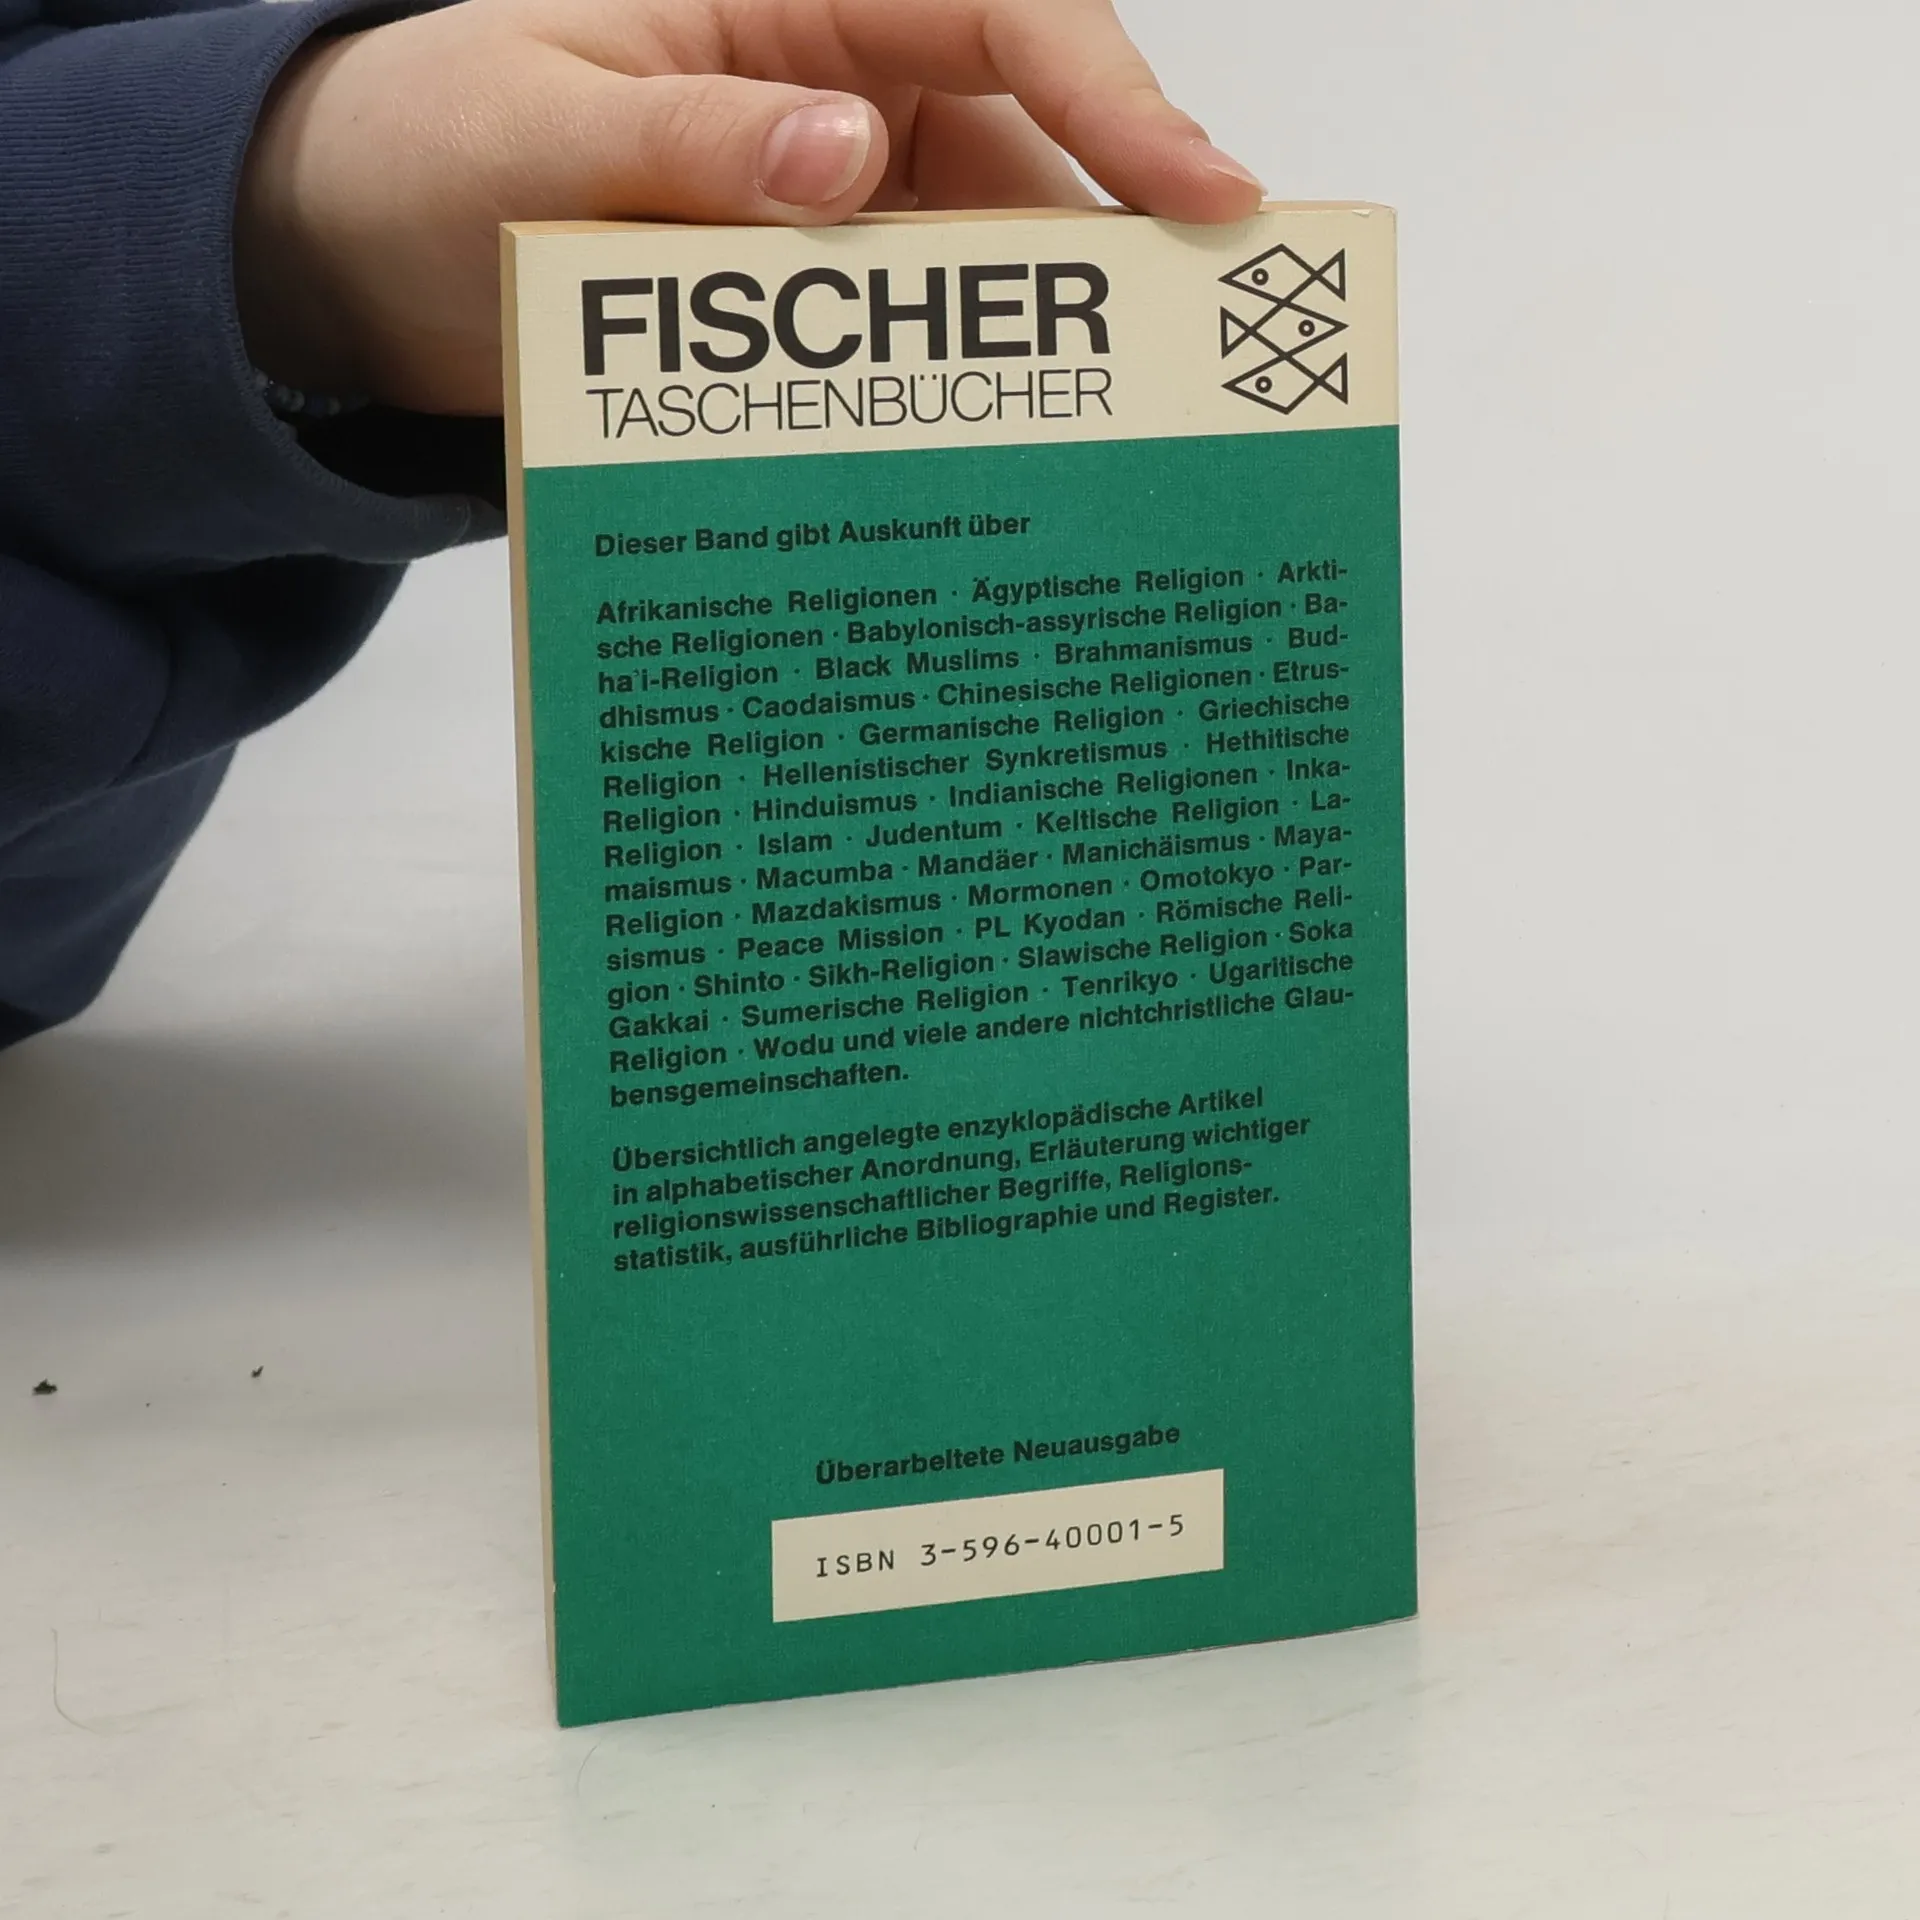 FISCHER
TASCHENBÜCHER
Dieser Band gibt Auskunft über
Afrikanische Religionen · Ägyptische Religion · Arkti-
sche Religionen · Babylonisch-assyrische Religion · Ba-
ha'i-Religion · Black Muslims · Brahmanismus · Bud-
dhismus · Caodaismus · Chinesische Religionen · Etrus-
kische Religion · Germanische Religion · Griechische
Religion · Hellenistischer Synkretismus · Hethitische
Religion · Hinduismus · Indianische Religionen · Inka-
Religion · Islam · Judentum · Keltische Religion · La-
maismus · Macumba · Mandäer · Manichäismus · Maya-
Religion · Mazdakismus · Mormonen · Omotokyo · Par-
sismus · Peace Mission · PL Kyodan · Römische Reli-
gion · Shinto · Sikh-Religion · Slawische Religion · Soka
Gakkai · Sumerische Religion · Tenrikyo · Ugaritische
Religion · Wodu und viele andere nichtchristliche Glau-
bensgemeinschaften.
Übersichtlich angelegte enzyklopädische Artikel
in alphabetischer Anordnung, Erläuterung wichtiger
religionswissenschaftlicher Begriffe, Religions-
statistik, ausführliche Bibliographie und Register.
Überarbeitete Neuausgabe
ISBN 3-596-40001-5